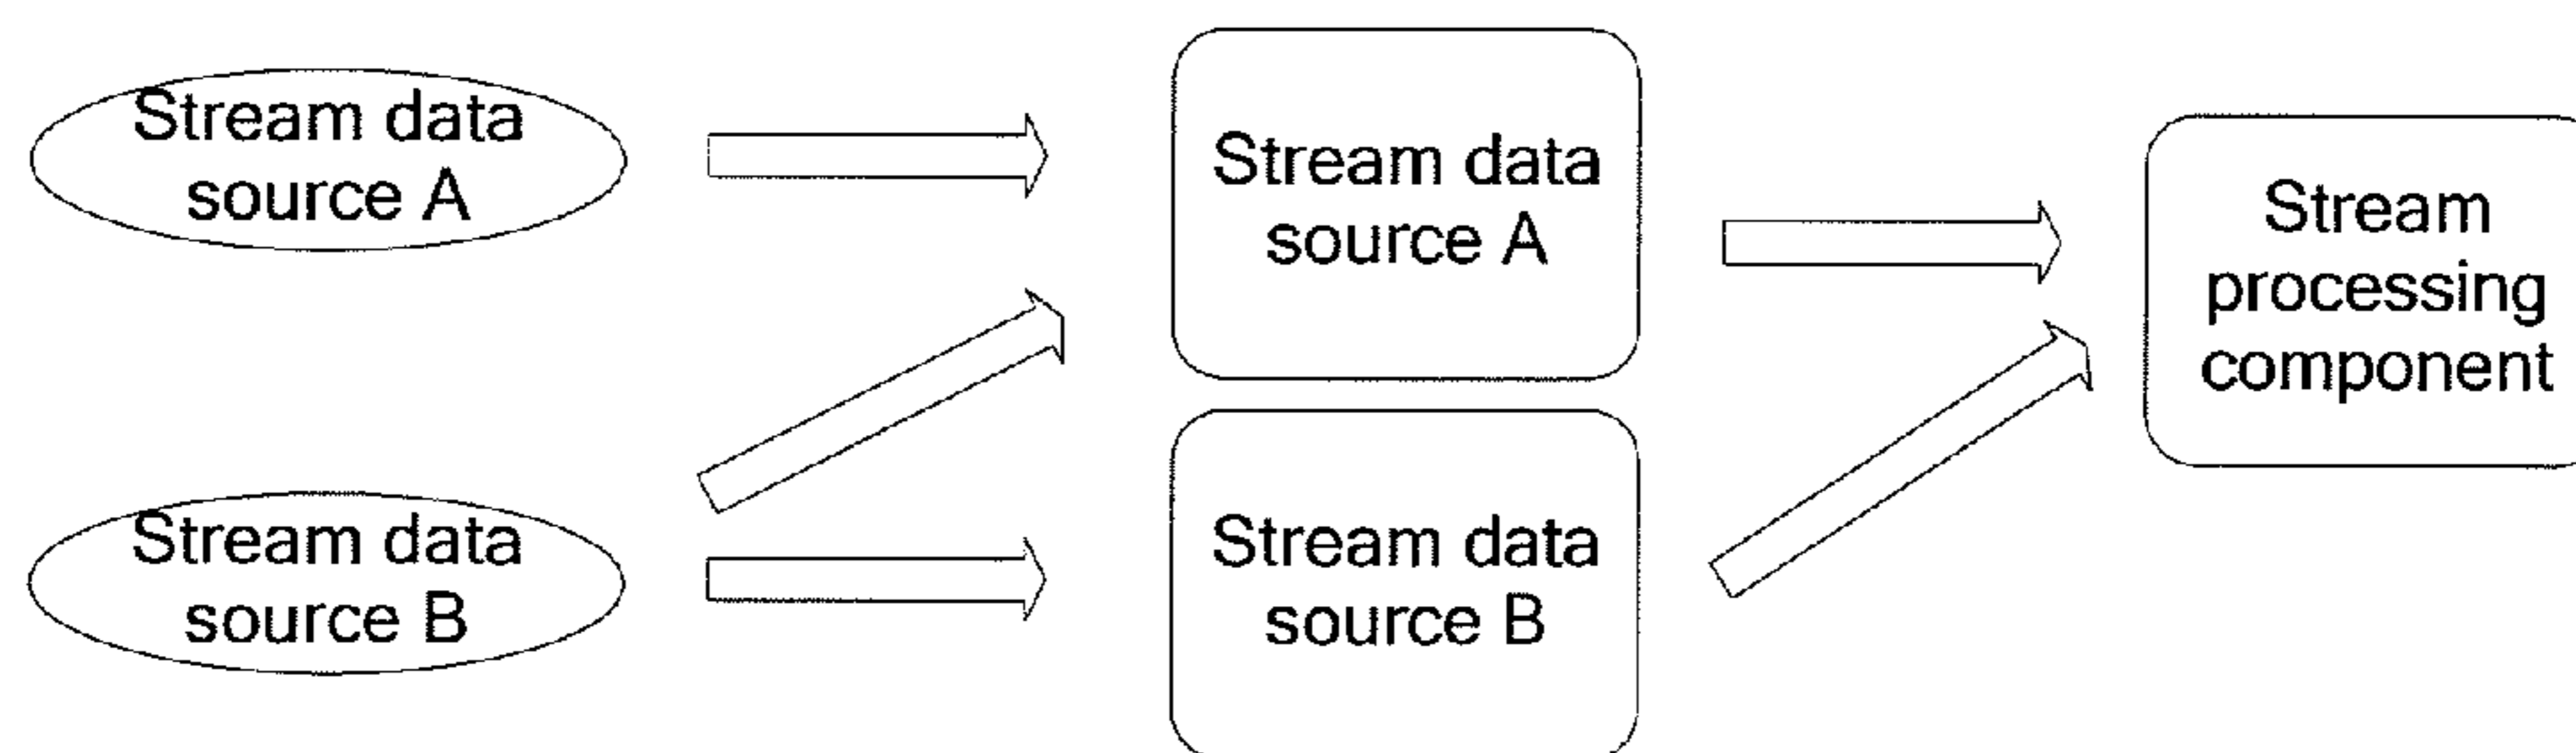 Stream data
source A
Stream data
source B
Stream data
source A
Stream data
source B
Stream
processing
component